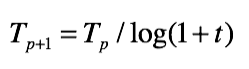 T_{p+1} = T_p / log(1+t)